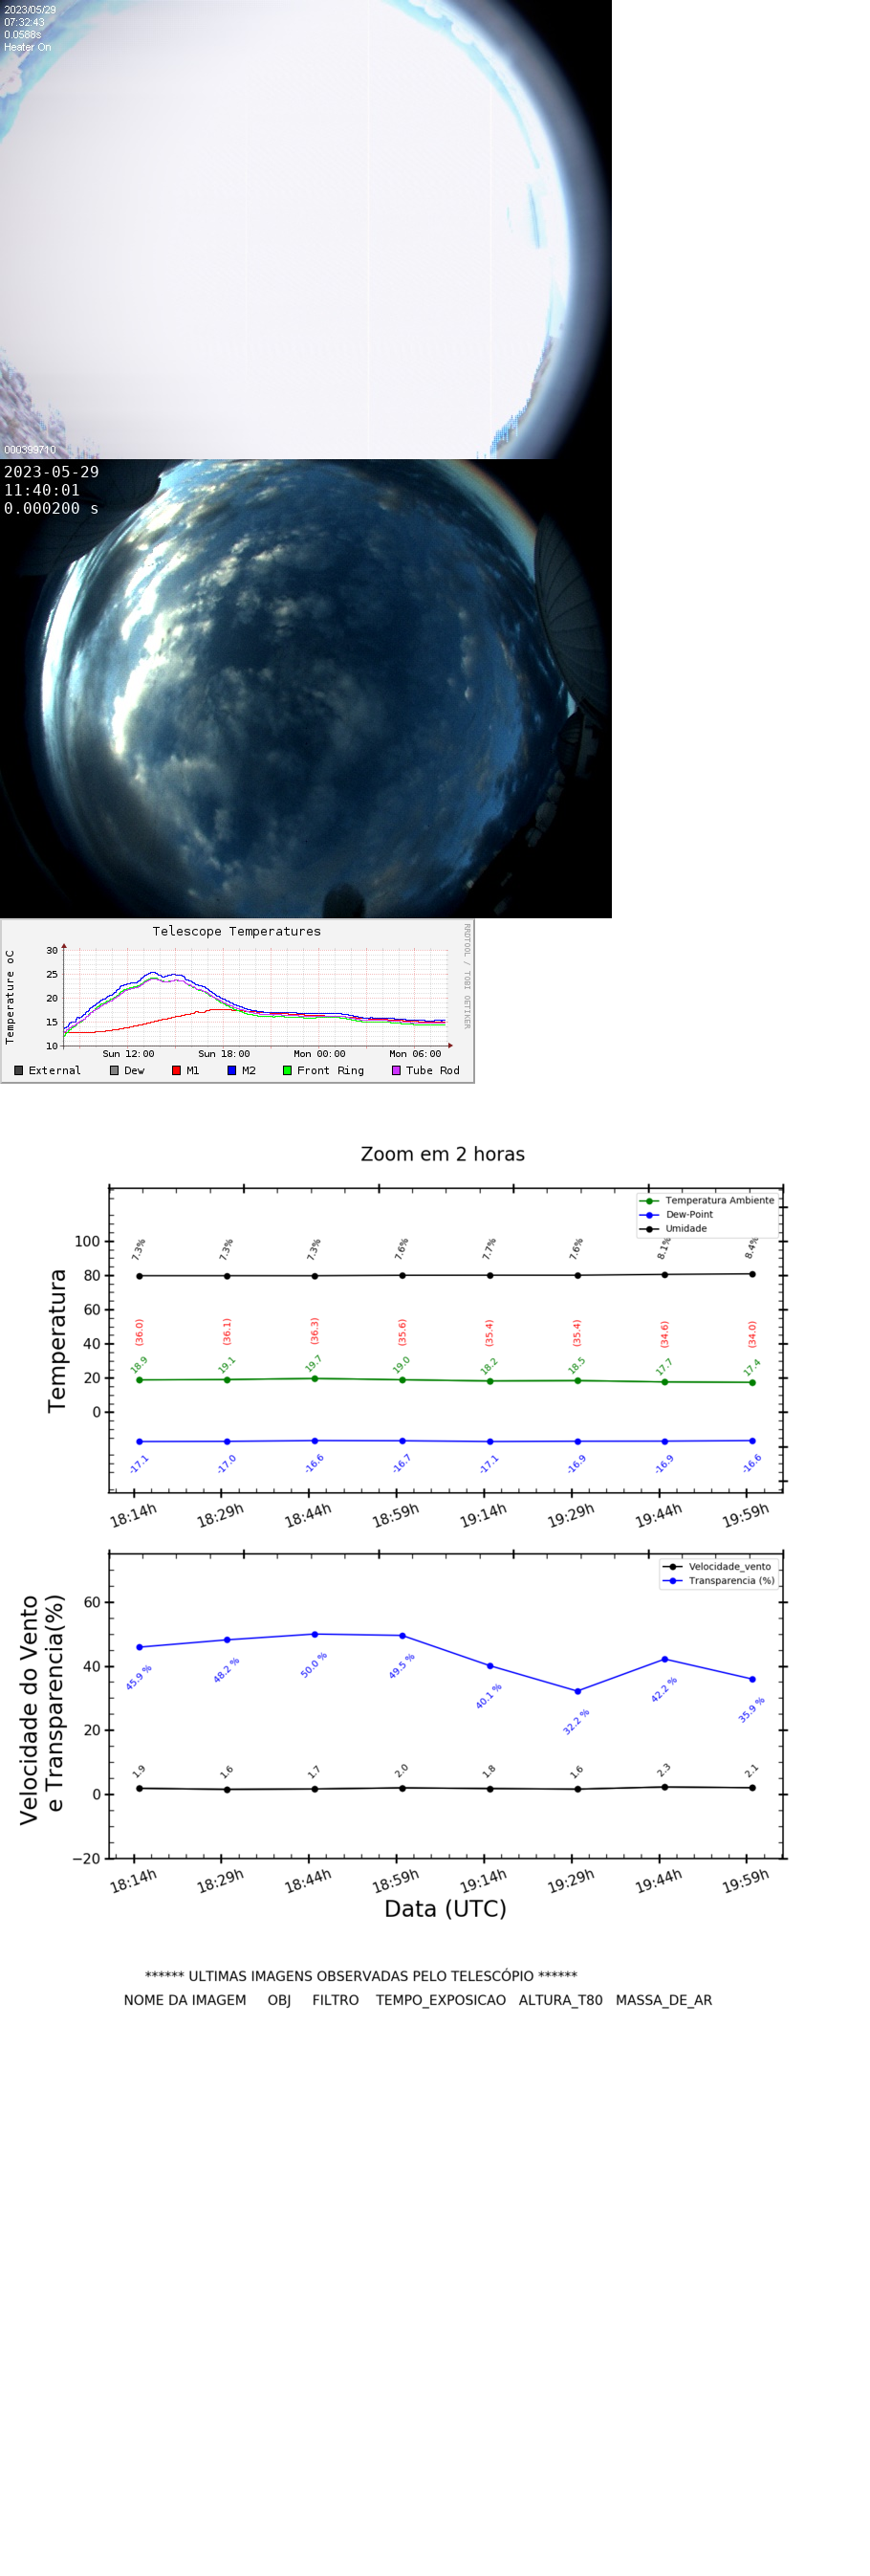 2023/05/29
07:32:43
0.0588s
Heater On
000399710
2023-05-29
11:40:01
0.000200 s
Telescope Temperatures
RRDTOOL / TOBI OETIKER
Temperature oC
30
25
20
15
10
Sun 12:00 Sun 18:00 Mon 00:00 Mon 06:00
External Dew M1 M2 Front Ring Tube Rod
Zoom em 2 horas
Temperatura
Temperatura Ambiente
Dew-Point
Umidade
100
80
60
40
20
0
7.3% 7.3% 7.3% 7.6% 7.7% 7.6% 8.1% 8.4%
(36.0) (36.1) (36.3) (35.6) (35.4) (35.4) (34.6) (34.0)
18.9 19.1 19.7 19.0 18.2 18.5 17.7 17.4
-17.1 -17.0 -16.6 -16.7 -17.1 -16.9 -16.9 -16.6
18:14h 18:29h 18:44h 18:59h 19:14h 19:29h 19:44h 19:59h
Velocidade do Vento
e Transparencia(%)
Velocidade_vento
Transparencia (%)
60
40
20
0
−20
45.9 % 48.2 % 50.0 % 49.5 % 40.1 % 32.2 % 42.2 % 35.9 %
1.9 1.6 1.7 2.0 1.8 1.6 2.3 2.1
18:14h 18:29h 18:44h 18:59h 19:14h 19:29h 19:44h 19:59h
Data (UTC)
****** ULTIMAS IMAGENS OBSERVADAS PELO TELESCÓPIO ******
NOME DA IMAGEM OBJ FILTRO TEMPO_EXPOSICAO ALTURA_T80 MASSA_DE_AR